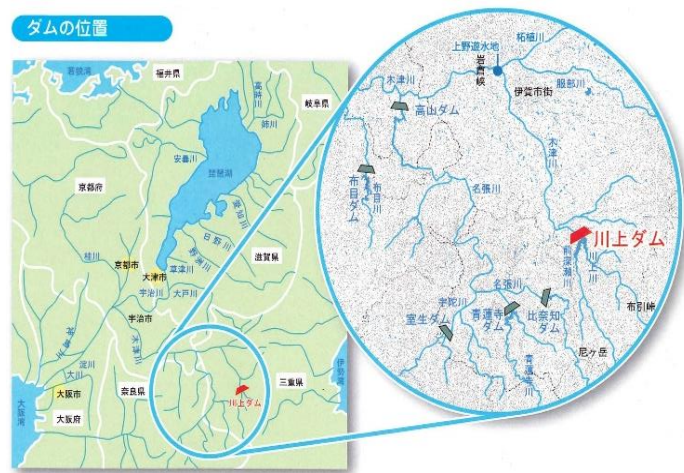 ダムの位置
若狭湾
福井県
高時川
岐阜県
姉川
安曇川
琵琶湖
京都府
愛知川
日野川
滋賀県
野洲川
桂川
京都市
大津市
草津川
宇治川
大戸川
宇治市
木津川
神崎川
淀川
大川
大阪市
大阪府
大阪湾
奈良県
三重県
川上ダム
伊勢湾
上野遊水地
柘植川
岩倉峡
服部川
木津川
伊賀市街
高山ダム
木津川
布目ダム
布目川
名張川
川上ダム
前深瀬川
川上川
布引峠
名張川
宇陀川
室生ダム
青蓮寺ダム
比奈知ダム
尼ヶ岳
青蓮寺川